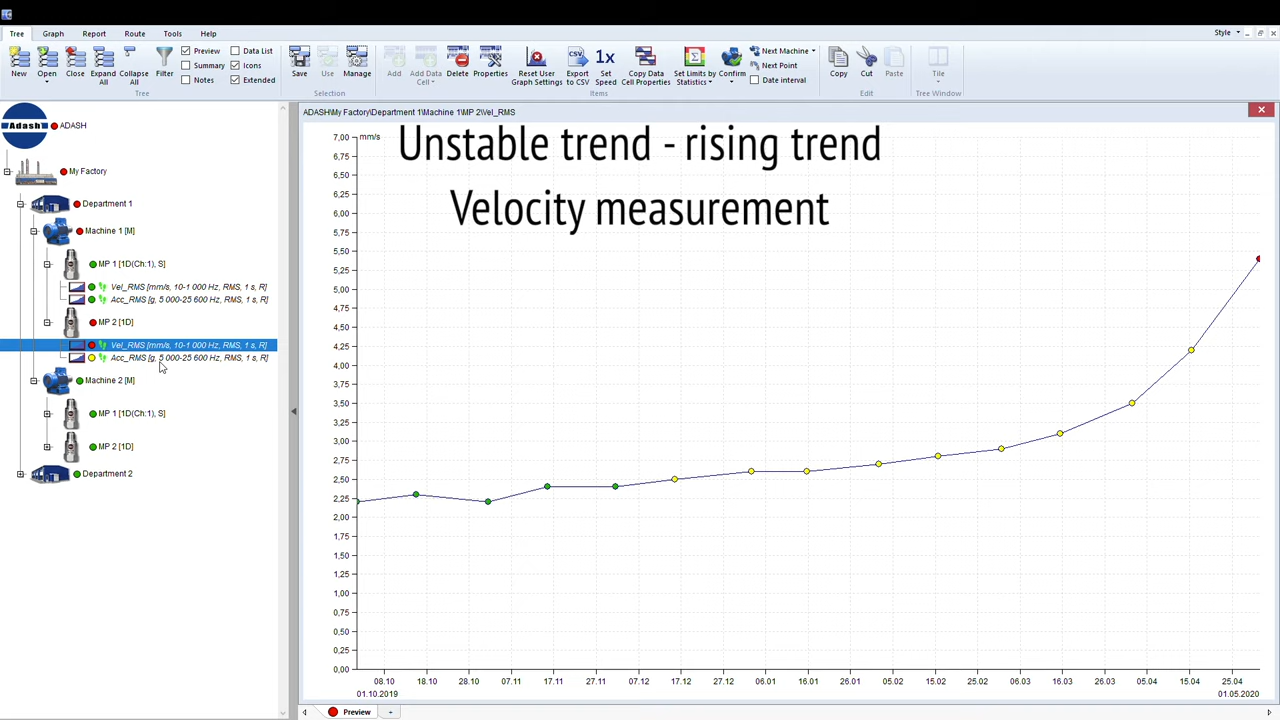 Tree Graph Report Route Tools Help Style
New Open Close Expand All Collapse All Filter
Preview Data List
Summary Icons
Notes Extended
Tree
Save Use Manage
Selection
Add Add Data Cell Delete Properties Reset User Graph Settings Export to CSV 1x Set Speed Copy Data Cell Properties Set Limits by Statistics Confirm
CSV
Next Machine
Next Point
Date interval
Items
Copy Cut Paste
Edit
Tile
Tree Window
Adash ADASH
My Factory
Department 1
Machine 1 [M]
MP 1 [1D(Ch:1), S]
Vel_RMS [mm/s, 10-1 000 Hz, RMS, 1 s, R]
Acc_RMS [g, 5 000-25 600 Hz, RMS, 1 s, R]
MP 2 [1D]
Vel_RMS [mm/s, 10-1 000 Hz, RMS, 1 s, R]
Acc_RMS [g, 5 000-25 600 Hz, RMS, 1 s, R]
Machine 2 [M]
MP 1 [1D(Ch:1), S]
MP 2 [1D]
Department 2
ADASH\My Factory\Department 1\Machine 1\MP 2\Vel_RMS
Unstable trend - rising trend
Velocity measurement
7,00 mm/s
6,75
6,50
6,25
6,00
5,75
5,50
5,25
5,00
4,75
4,50
4,25
4,00
3,75
3,50
3,25
3,00
2,75
2,50
2,25
2,00
1,75
1,50
1,25
1,00
0,75
0,50
0,25
0,00
08.10 18.10 28.10 07.11 17.11 27.11 07.12 17.12 27.12 06.01 16.01 26.01 05.02 15.02 25.02 06.03 16.03 26.03 05.04 15.04 25.04
01.10.2019 01.05.2020
Preview +